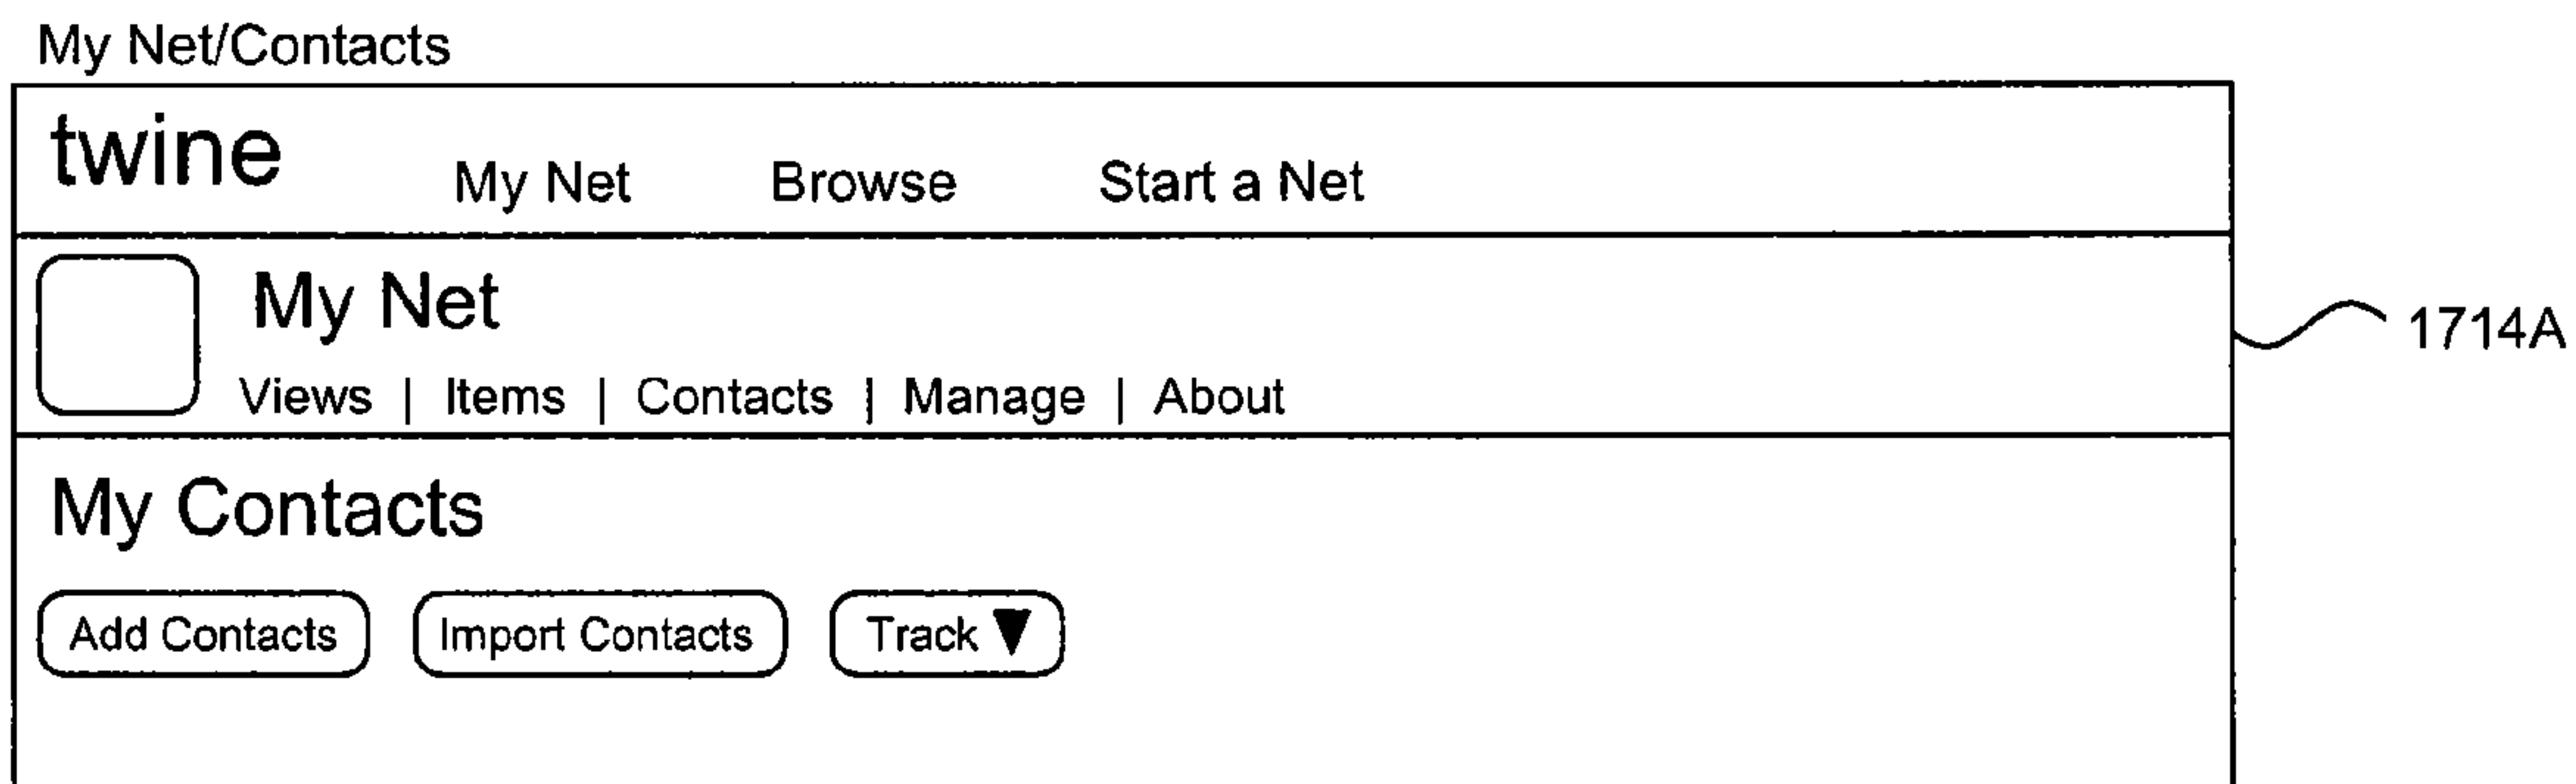 My Net/Contacts
twine My Net Browse Start a Net
My Net
1714A
Views | Items | Contacts | Manage | About
My Contacts
Add Contacts Import Contacts Track ▼